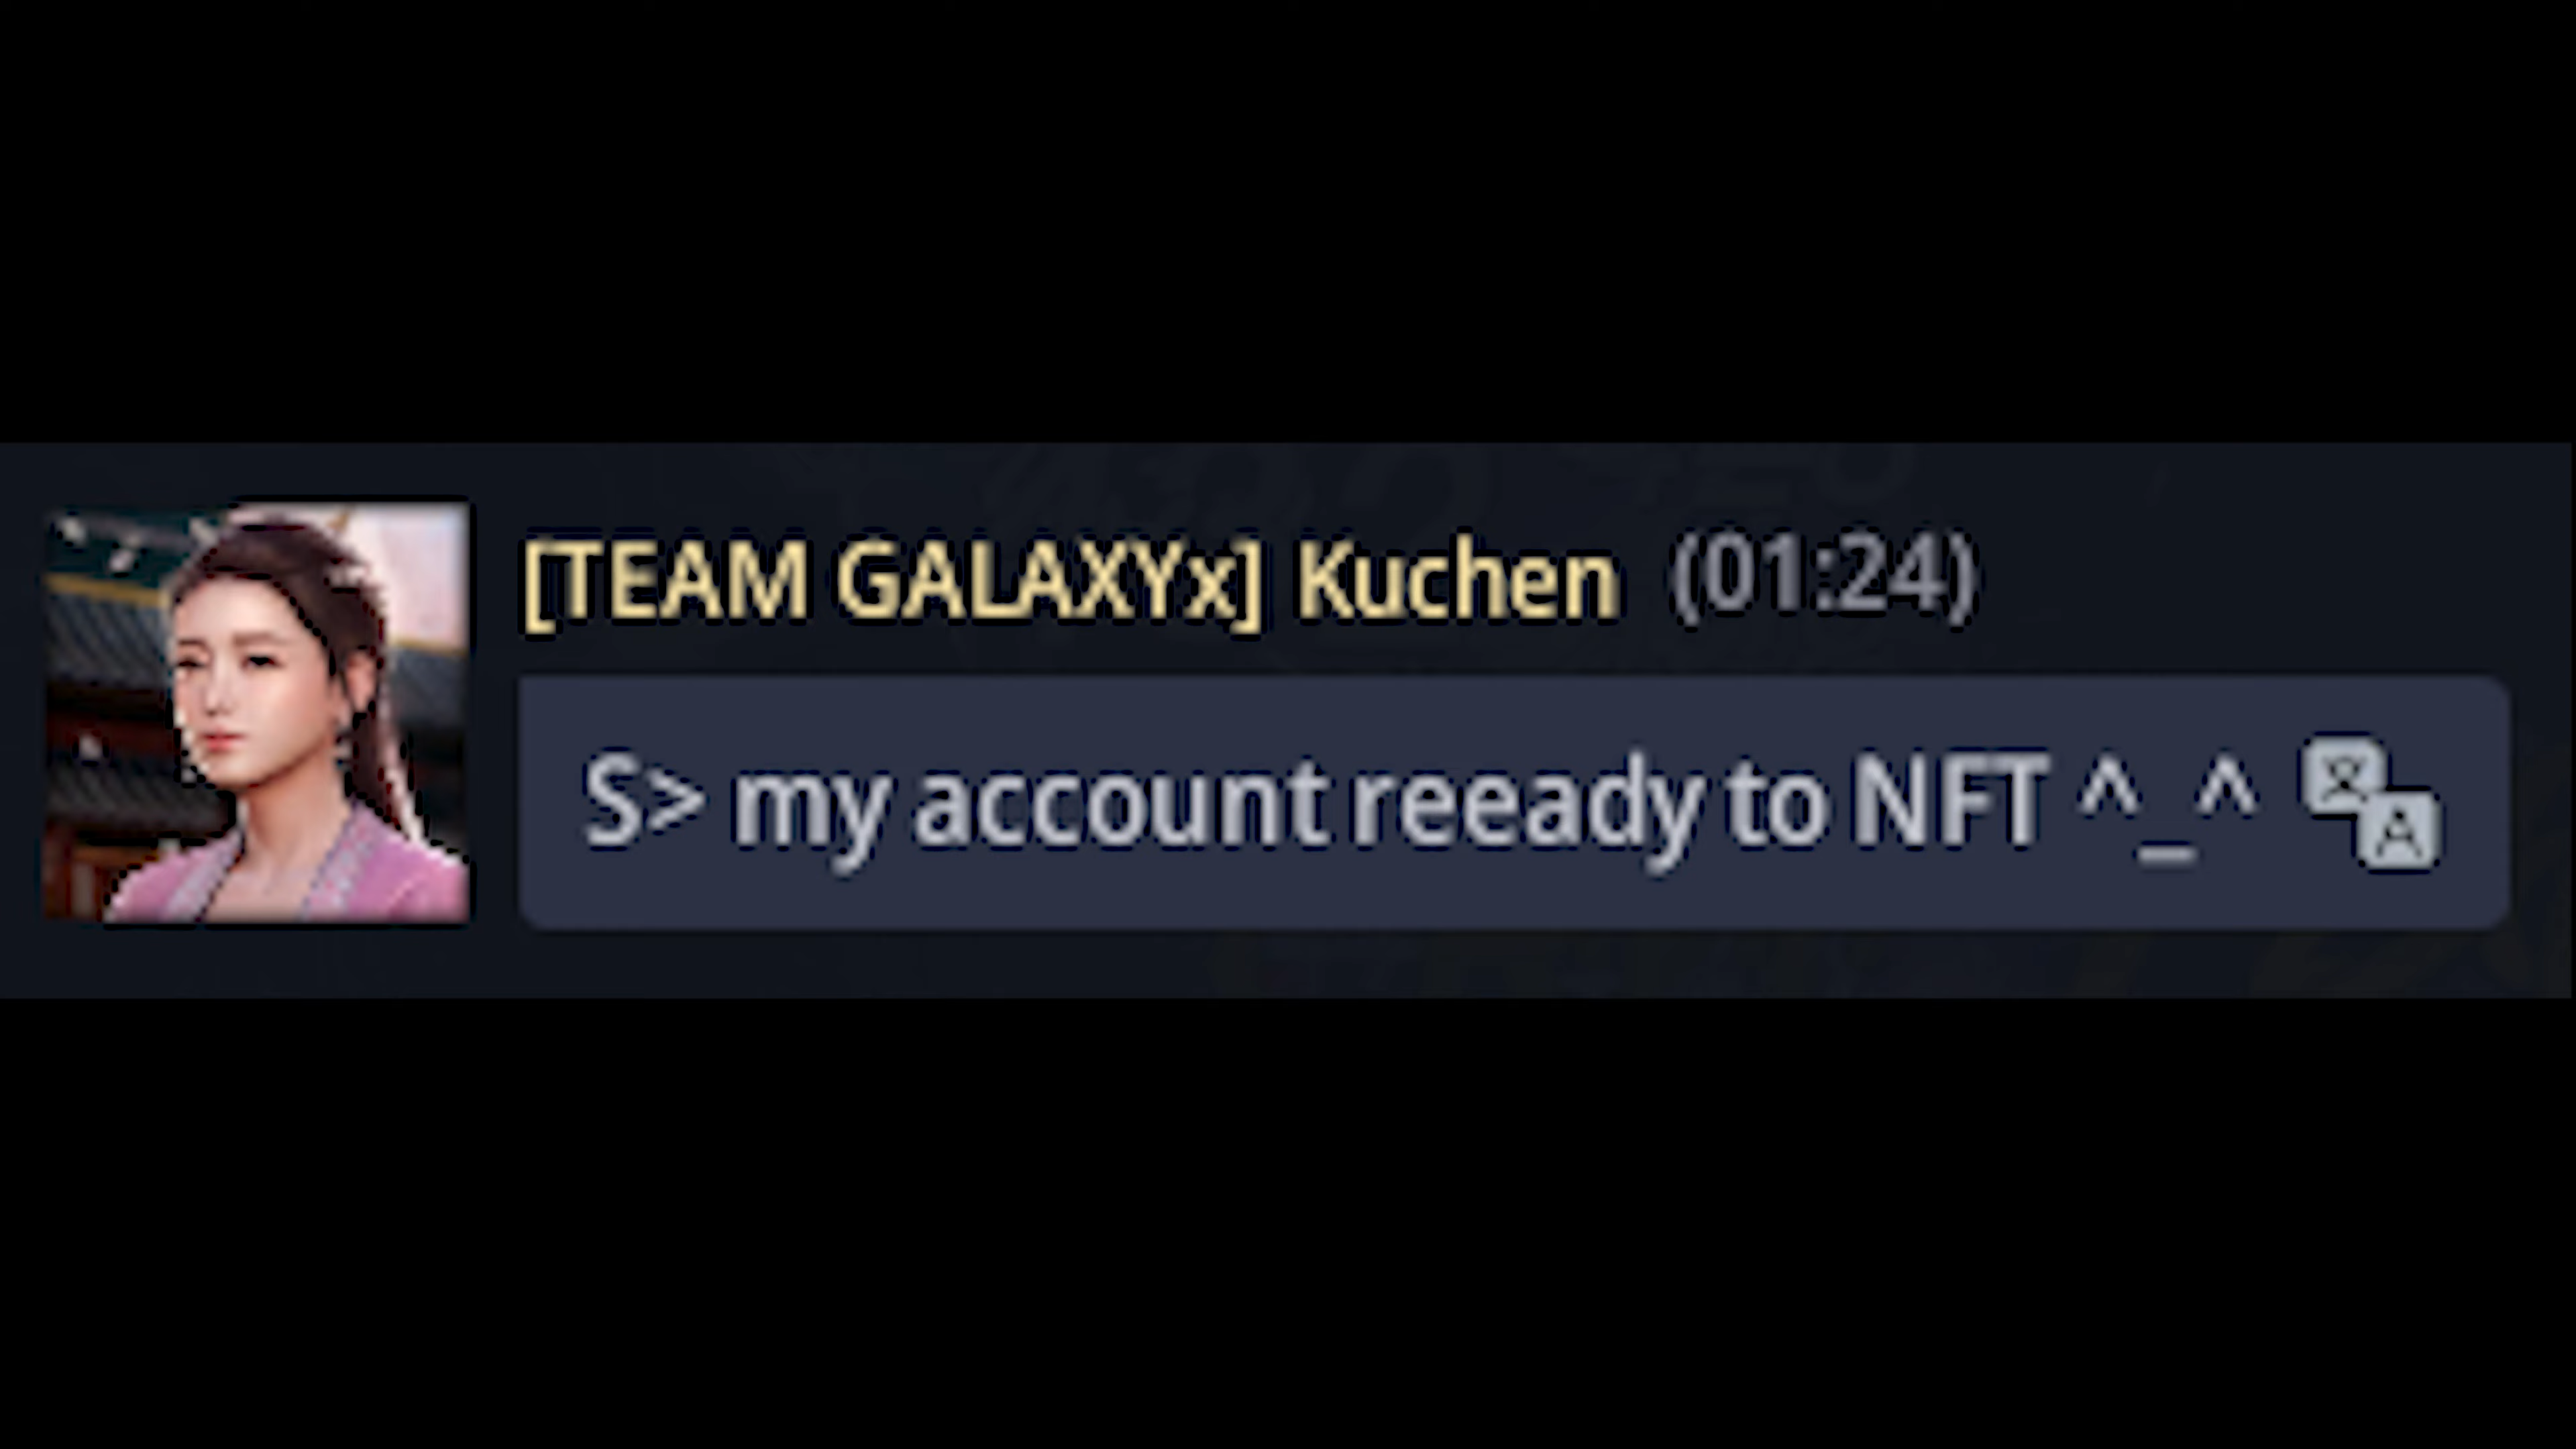 [TEAM GALAXYx] Kuchen (01:24)
S> my account reeady to NFT ^_^